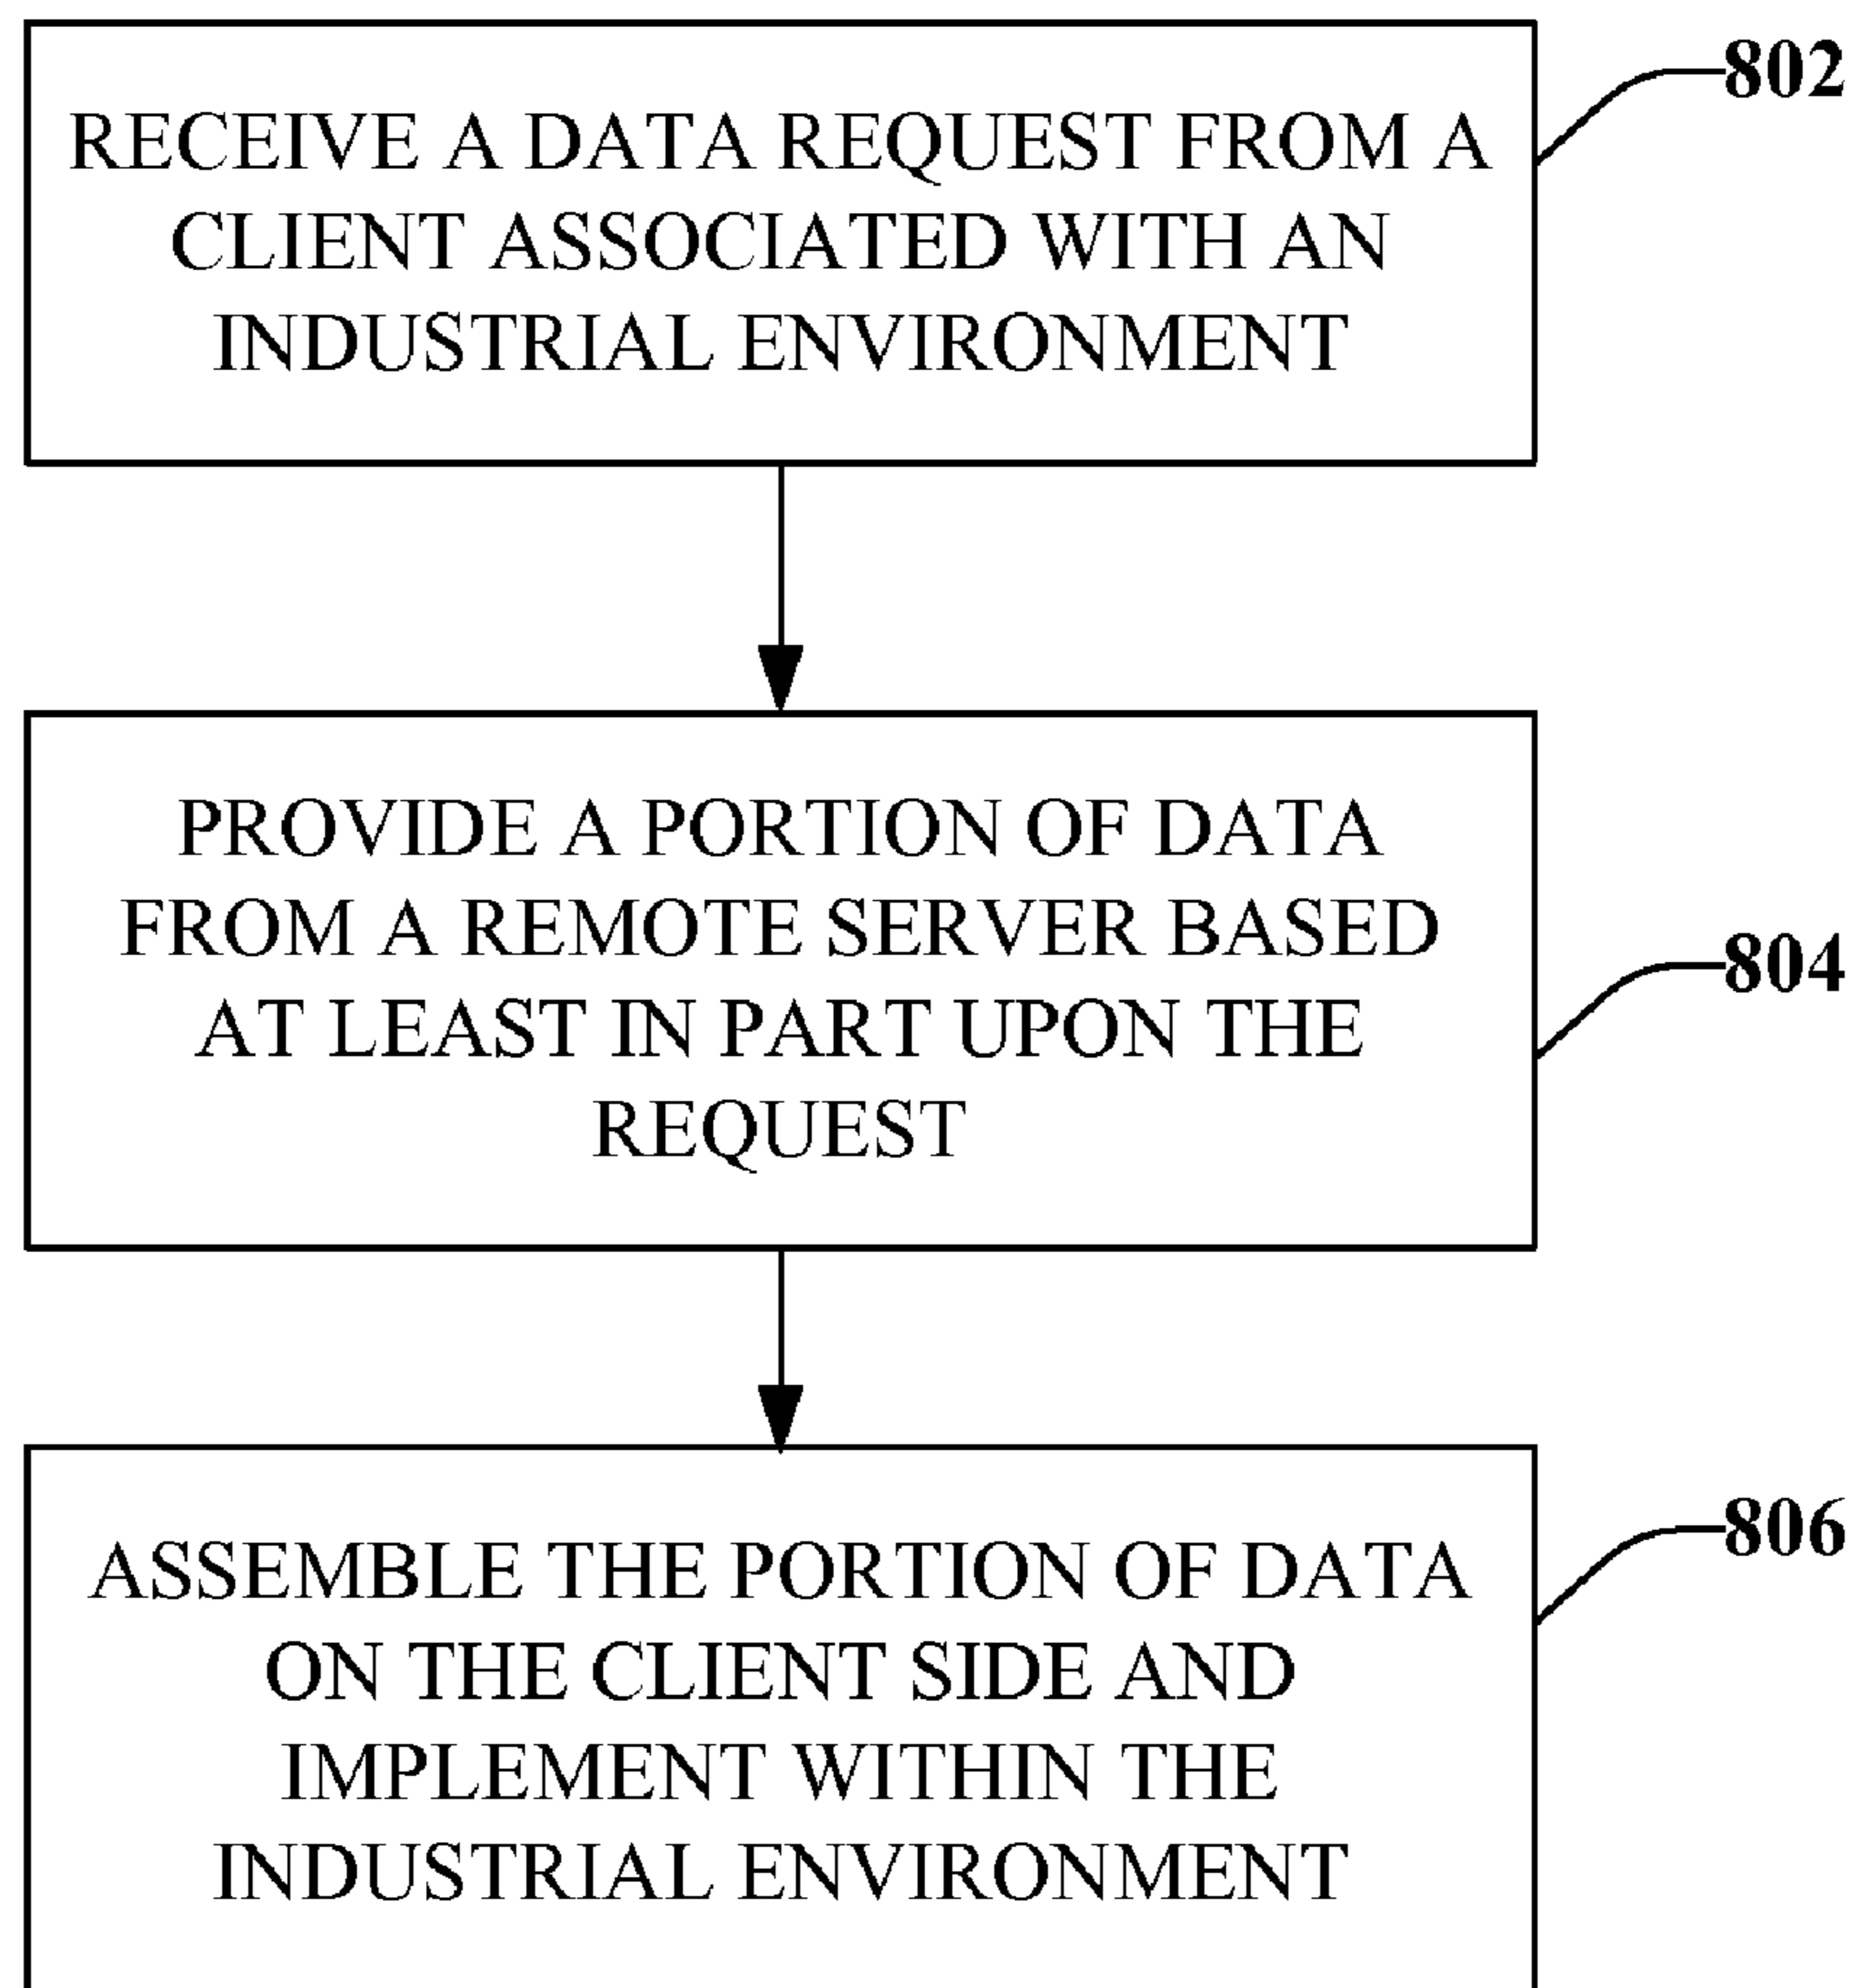 RECEIVE A DATA REQUEST FROM A
CLIENT ASSOCIATED WITH AN
INDUSTRIAL ENVIRONMENT
802
PROVIDE A PORTION OF DATA
FROM A REMOTE SERVER BASED
AT LEAST IN PART UPON THE
REQUEST
804
ASSEMBLE THE PORTION OF DATA
ON THE CLIENT SIDE AND
IMPLEMENT WITHIN THE
INDUSTRIAL ENVIRONMENT
806